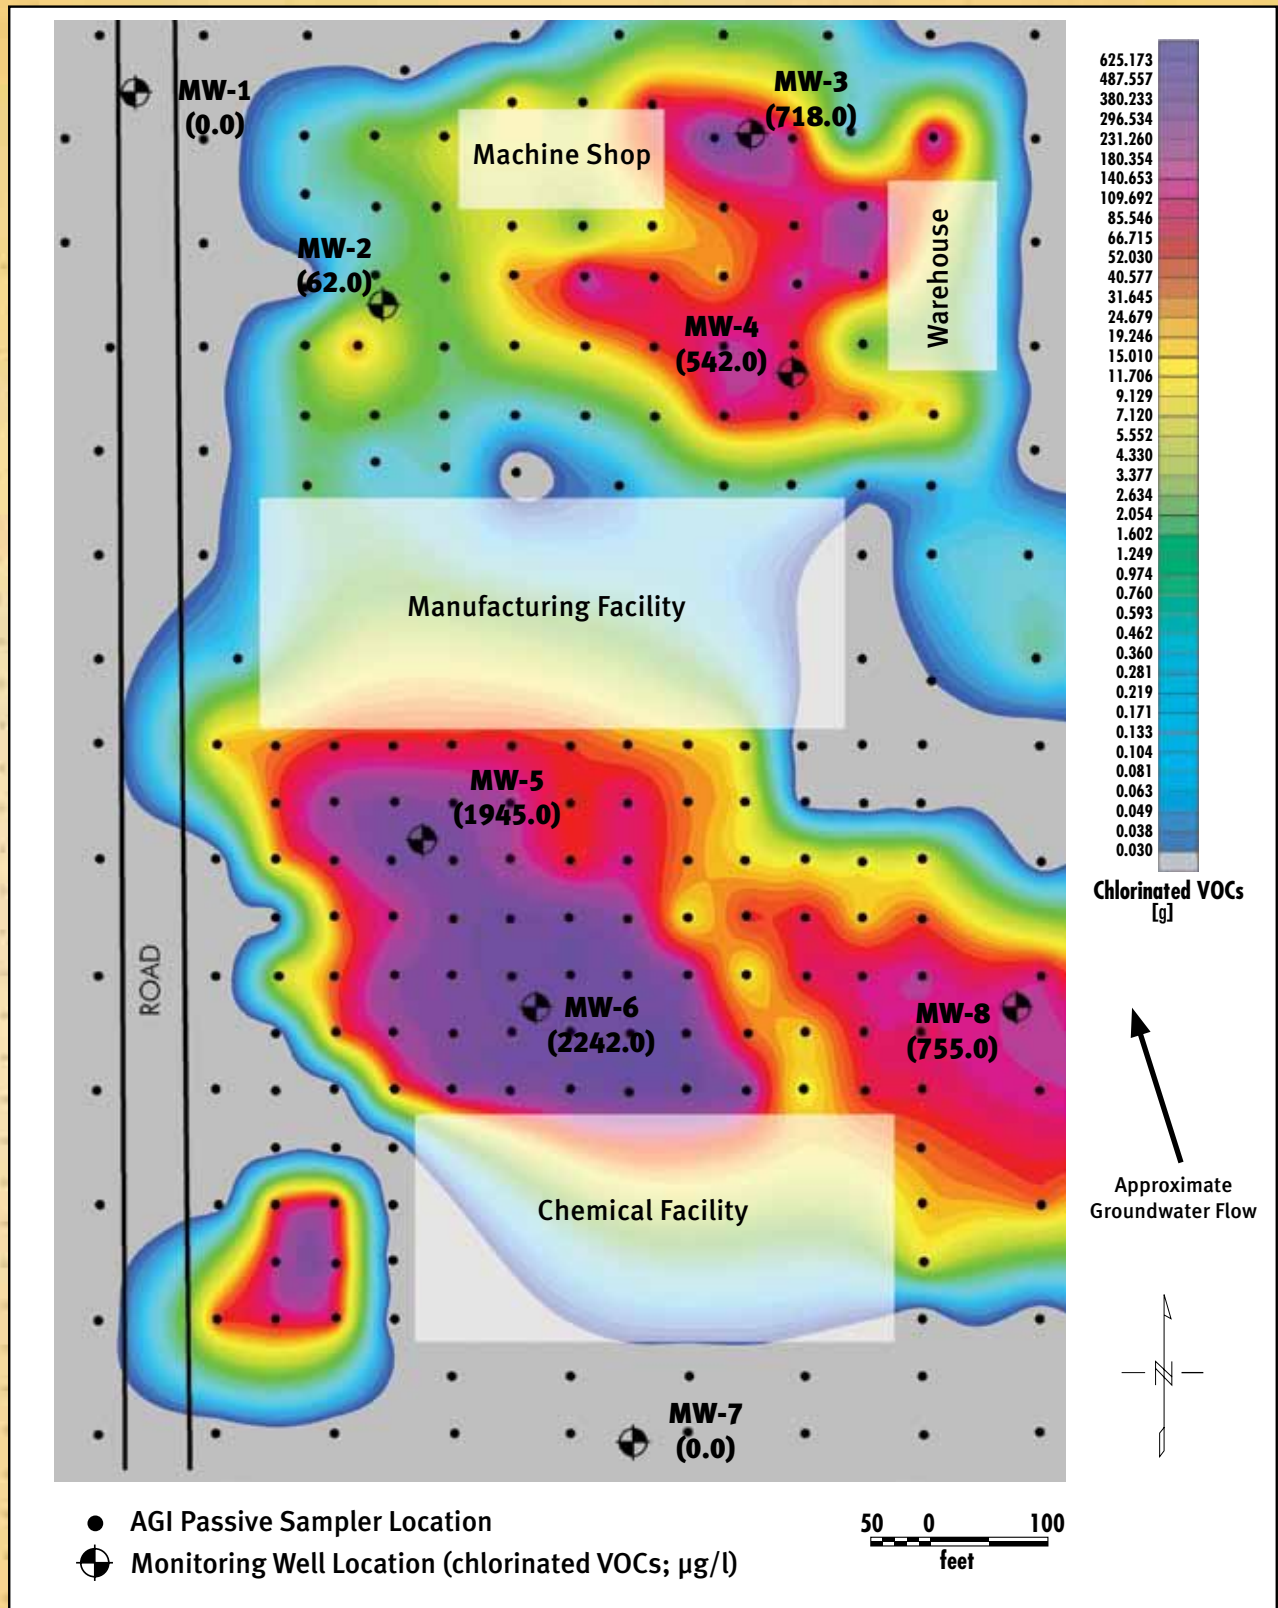 MW-1
(0.0)
MW-3
(718.0)
Machine Shop
MW-2
(62.0)
Warehouse
MW-4
(542.0)
Manufacturing Facility
MW-5
(1945.0)
ROAD
MW-6
(2242.0)
MW-8
(755.0)
Chemical Facility
MW-7
(0.0)
625.173
487.557
380.233
296.534
231.260
180.354
140.653
109.692
85.546
66.715
52.030
40.577
31.645
24.679
19.246
15.010
11.706
9.129
7.120
5.552
4.330
3.377
2.634
2.054
1.602
1.249
0.974
0.760
0.593
0.462
0.360
0.281
0.219
0.171
0.133
0.104
0.081
0.063
0.049
0.038
0.030
Chlorinated VOCs
[g]
Approximate
Groundwater Flow
N
AGI Passive Sampler Location
Monitoring Well Location (chlorinated VOCs; µg/l)
50 0 100
feet